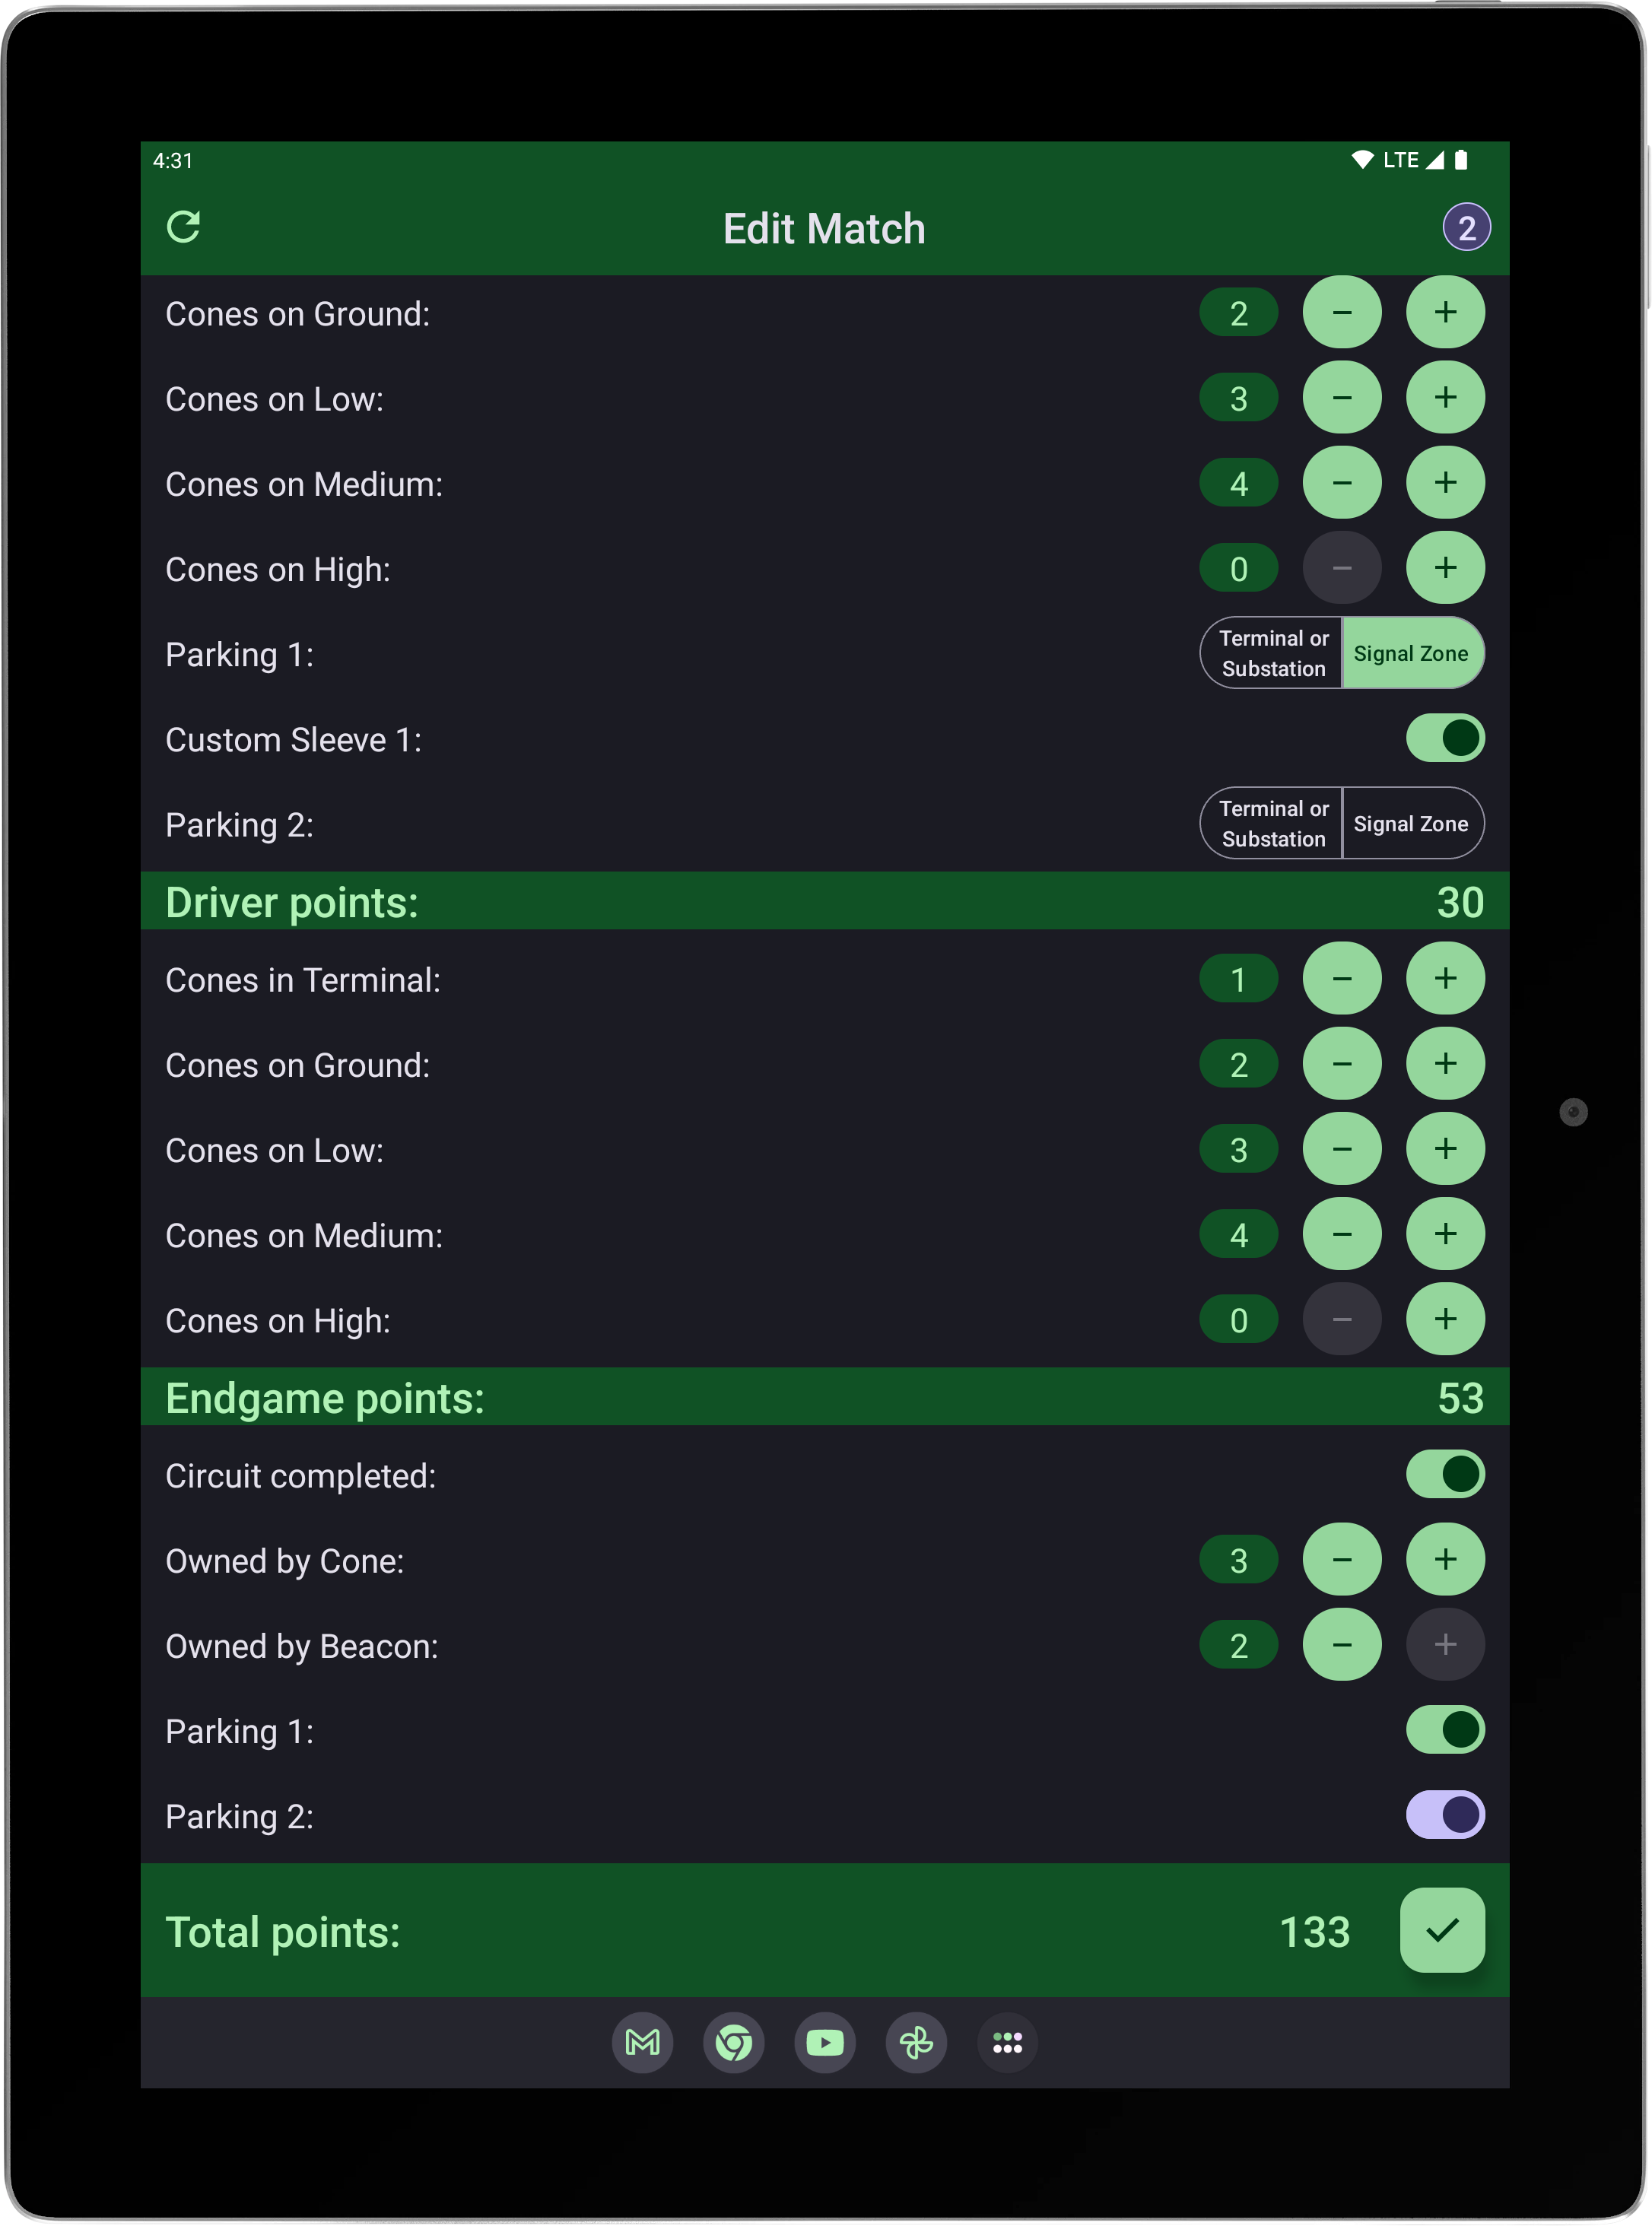 4:31 LTE
Edit Match 2
Cones on Ground: 2 − +
Cones on Low: 3 − +
Cones on Medium: 4 − +
Cones on High: 0 − +
Parking 1: Terminal or Substation Signal Zone
Custom Sleeve 1:
Parking 2: Terminal or Substation Signal Zone
Driver points: 30
Cones in Terminal: 1 − +
Cones on Ground: 2 − +
Cones on Low: 3 − +
Cones on Medium: 4 − +
Cones on High: 0 − +
Endgame points: 53
Circuit completed:
Owned by Cone: 3 − +
Owned by Beacon: 2 − +
Parking 1:
Parking 2:
Total points: 133